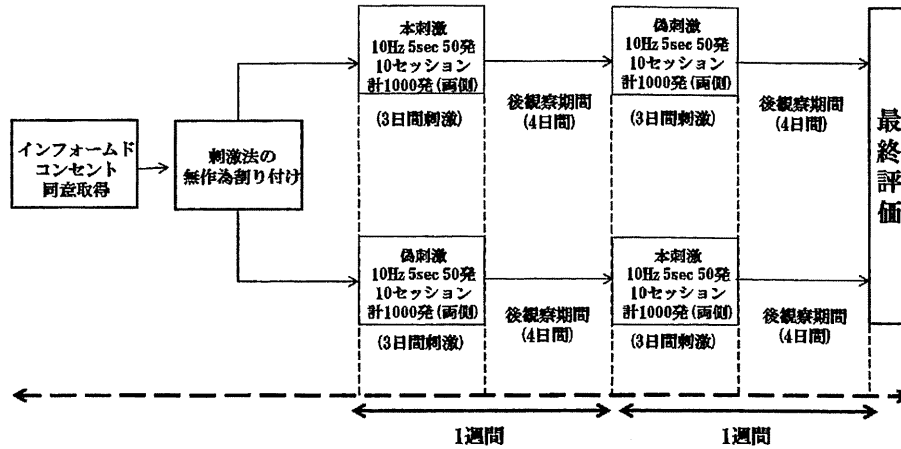 インフォームド
コンセント
同意取得
刺激法の
無作為割り付け
本刺激
10Hz 5sec 50発
10セッション
計1000発(両側)
(3日間刺激)
後観察期間
(4日間)
偽刺激
10Hz 5sec 50発
10セッション
計1000発(両側)
(3日間刺激)
後観察期間
(4日間)
偽刺激
10Hz 5sec 50発
10セッション
計1000発(両側)
(3日間刺激)
後観察期間
(4日間)
本刺激
10Hz 5sec 50発
10セッション
計1000発(両側)
(3日間刺激)
後観察期間
(4日間)
最終評価
1週間
1週間